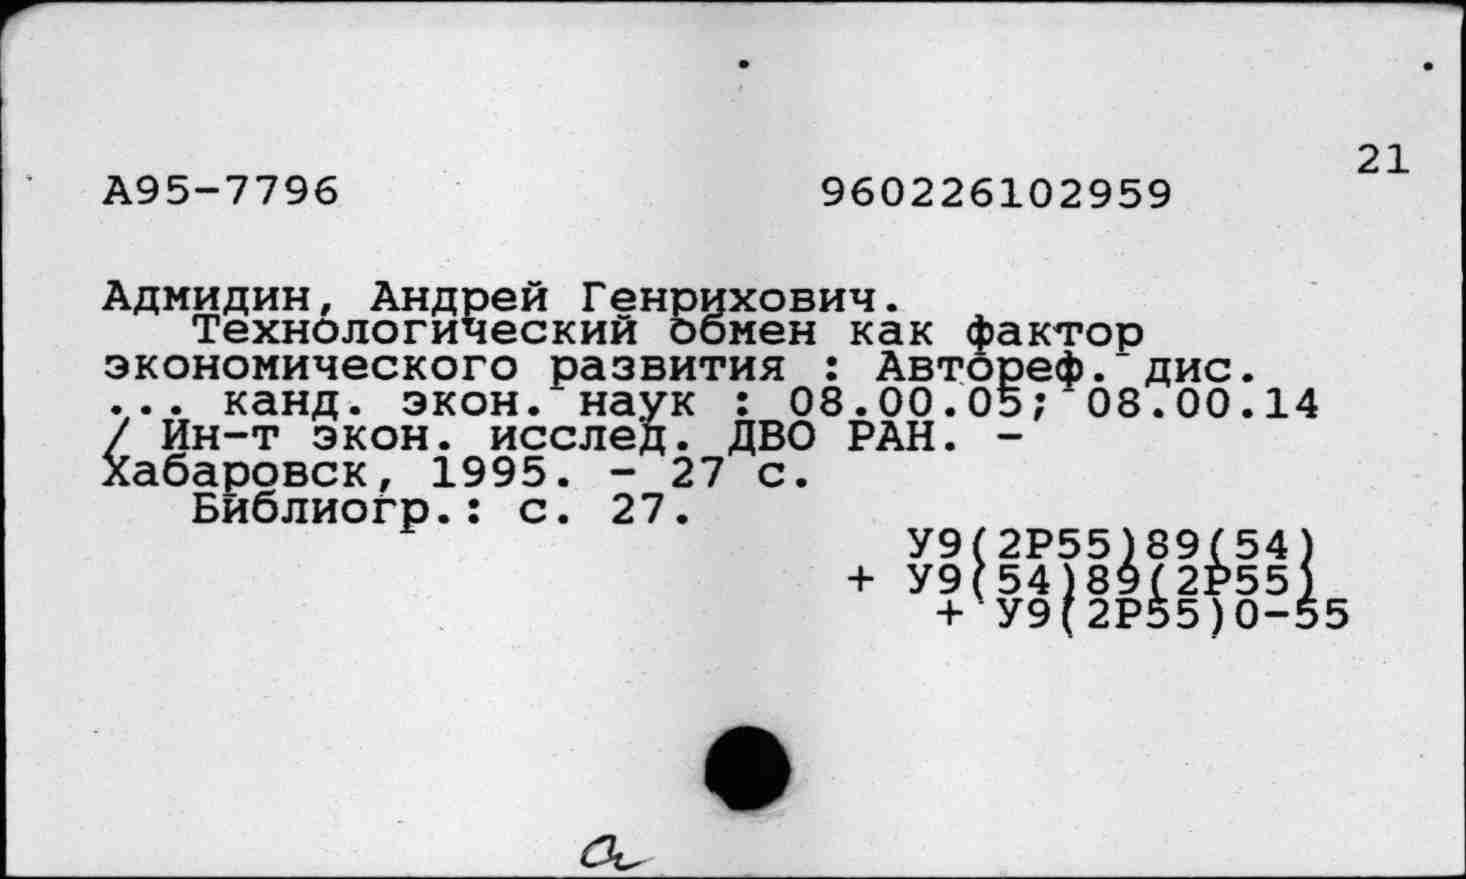 21
А95-7796 960226102959
Адмидин, Андрей Генрихович.
Технологический обмен как фактор
экономического развития : Автореф. дис.
... канд. экон. наук : 08.00.05; 08.00.14
/ Ин-т экон. исслед. ДВО РАН. -
Хабаровск, 1995. - 27 с.
Библиогр.: с. 27.
У9(2Р55)89(54)
+ У9(54)89(2Р55)
+ У9(2Р55)0-55